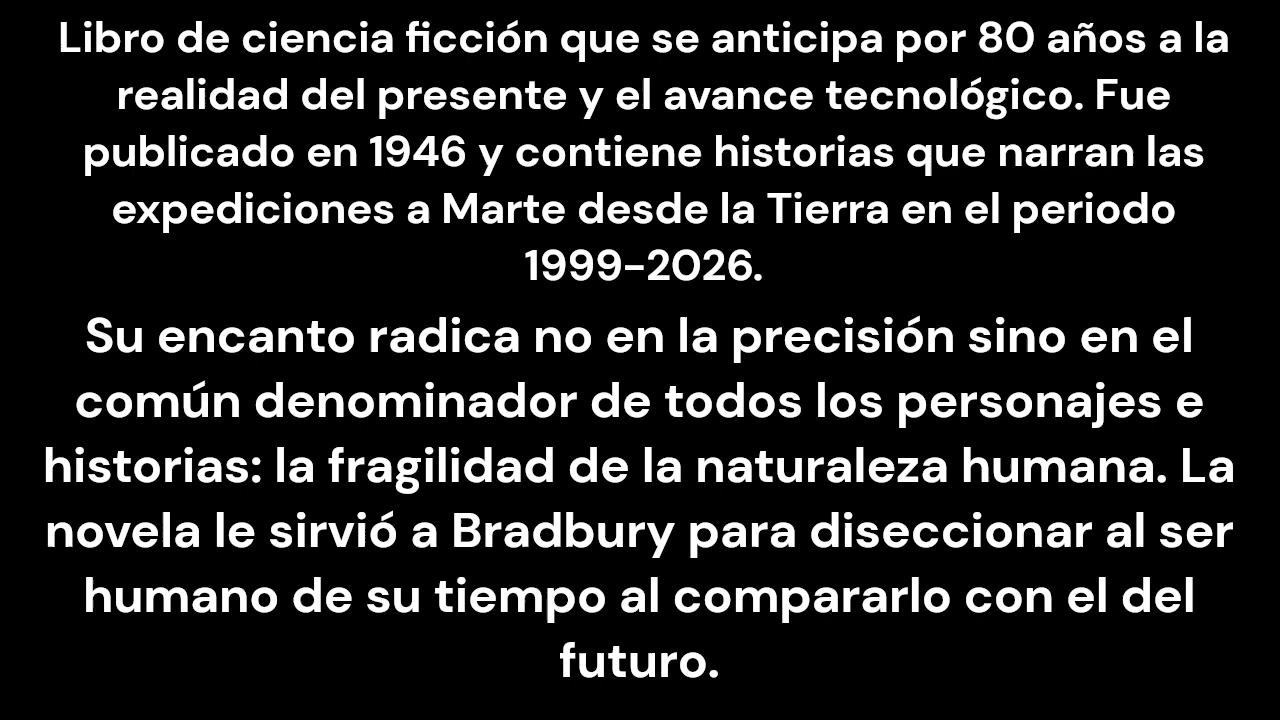 Libro de ciencia ficción que se anticipa por 80 años a la
realidad del presente y el avance tecnológico. Fue
publicado en 1946 y contiene historias que narran las
expediciones a Marte desde la Tierra en el periodo
1999-2026.
Su encanto radica no en la precisión sino en el
común denominador de todos los personajes e
historias: la fragilidad de la naturaleza humana. La
novela le sirvió a Bradbury para diseccionar al ser
humano de su tiempo al compararlo con el del
futuro.